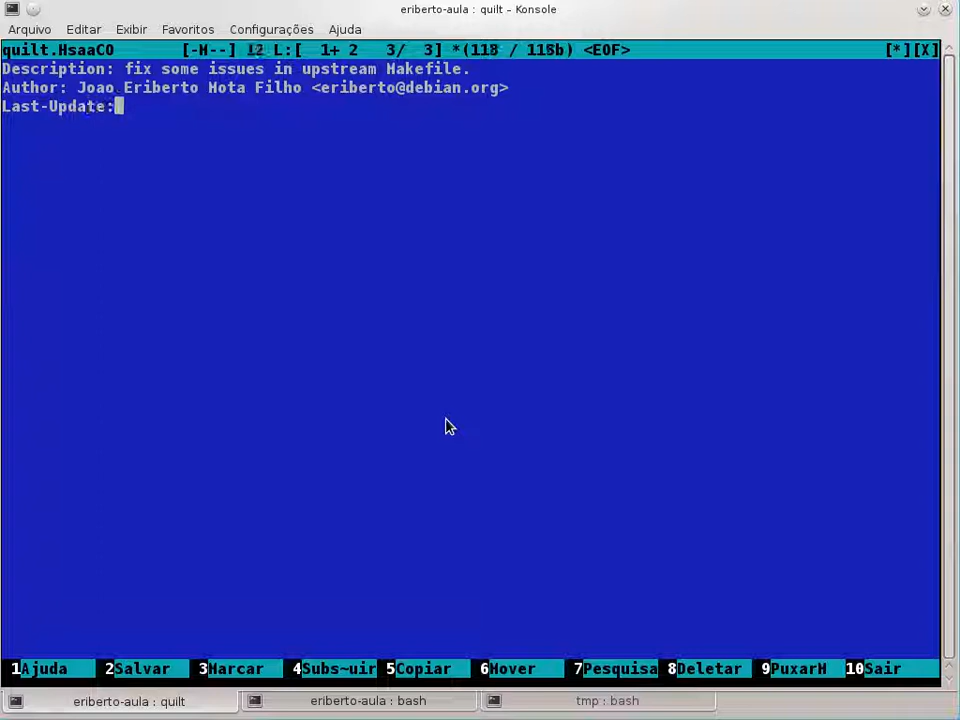 eriberto-aula : quilt – Konsole
Arquivo Editar Exibir Favoritos Configurações Ajuda
quilt.HsaaCO [-M--] 12 L:[ 1+ 2 3/ 3] *(118 / 118b) <EOF> [*][X]
Description: fix some issues in upstream Makefile.
Author: Joao Eriberto Mota Filho <eriberto@debian.org>
Last-Update:
1Ajuda 2Salvar 3Marcar 4Subs~uir 5Copiar 6Mover 7Pesquisa 8Deletar 9PuxarM 10Sair
eriberto-aula : quilt eriberto-aula : bash tmp : bash